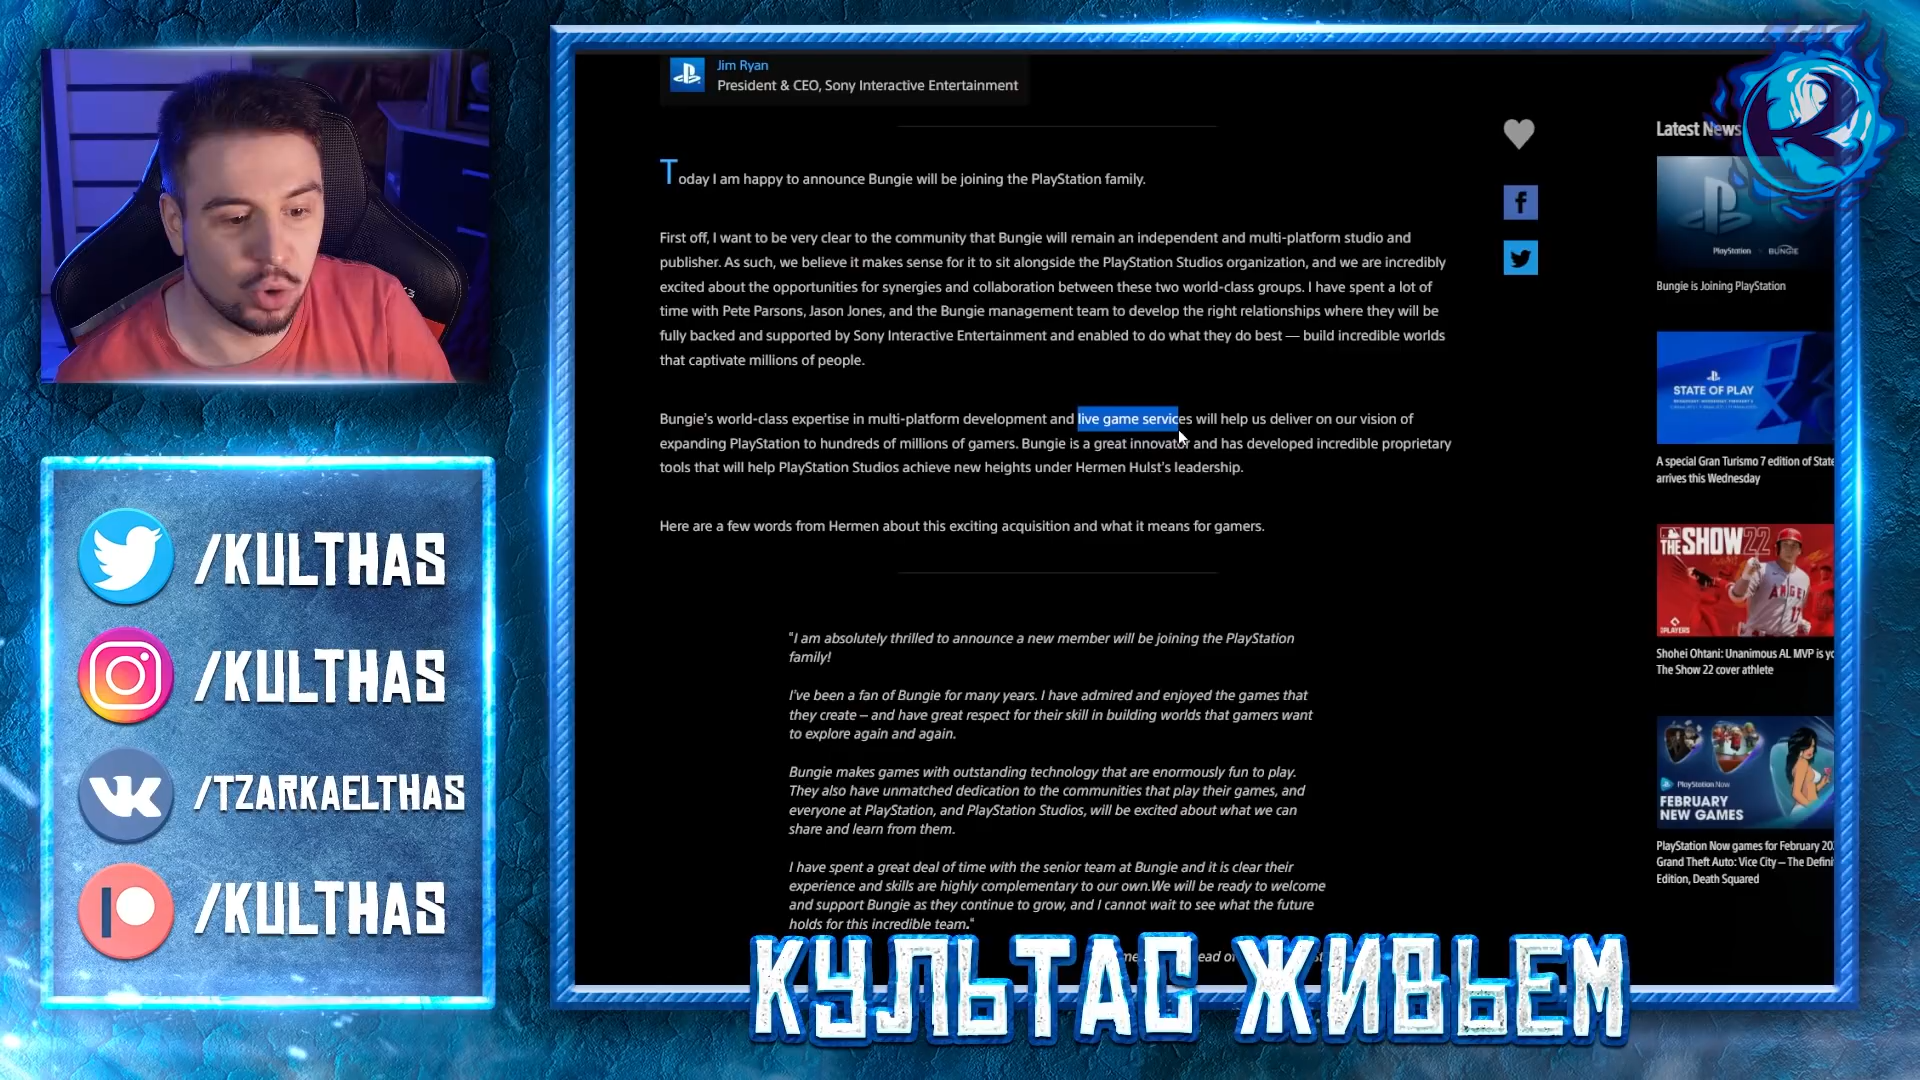 Jim Ryan
President & CEO, Sony Interactive Entertainment
Today I am happy to announce Bungie will be joining the PlayStation family.
First off, I want to be very clear to the community that Bungie will remain an independent and multi-platform studio and
publisher. As such, we believe it makes sense for it to sit alongside the PlayStation Studios organization, and we are incredibly
excited about the opportunities for synergies and collaboration between these two world-class groups. I have spent a lot of
time with Pete Parsons, Jason Jones, and the Bungie management team to develop the right relationships where they will be
fully backed and supported by Sony Interactive Entertainment and enabled to do what they do best — build incredible worlds
that captivate millions of people.
Bungie's world-class expertise in multi-platform development and live game services will help us deliver on our vision of
expanding PlayStation to hundreds of millions of gamers. Bungie is a great innovator and has developed incredible proprietary
tools that will help PlayStation Studios achieve new heights under Hermen Hulst's leadership.
Here are a few words from Hermen about this exciting acquisition and what it means for gamers.
"I am absolutely thrilled to announce a new member will be joining the PlayStation
family!
I've been a fan of Bungie for many years. I have admired and enjoyed the games that
they create – and have great respect for their skill in building worlds that gamers want
to explore again and again.
Bungie makes games with outstanding technology that are enormously fun to play.
They also have unmatched dedication to the communities that play their games, and
everyone at PlayStation, and PlayStation Studios, will be excited about what we can
share and learn from them.
I have spent a great deal of time with the senior team at Bungie and it is clear their
experience and skills are highly complementary to our own.We will be ready to welcome
and support Bungie as they continue to grow, and I cannot wait to see what the future
holds for this incredible team."
Latest News
PlayStation BUNGIE
Bungie is Joining PlayStation
STATE OF PLAY
A special Gran Turismo 7 edition of State
arrives this Wednesday
THE SHOW 22
ANGELS
17
Shohei Ohtani: Unanimous AL MVP is yo
The Show 22 cover athlete
PlayStation Now
FEBRUARY
NEW GAMES
PlayStation Now games for February 20
Grand Theft Auto: Vice City – The Defini
Edition, Death Squared
/KULTHAS
/KULTHAS
/TZARKAELTHAS
/KULTHAS
КУЛЬТАС ЖИВЬЕМ